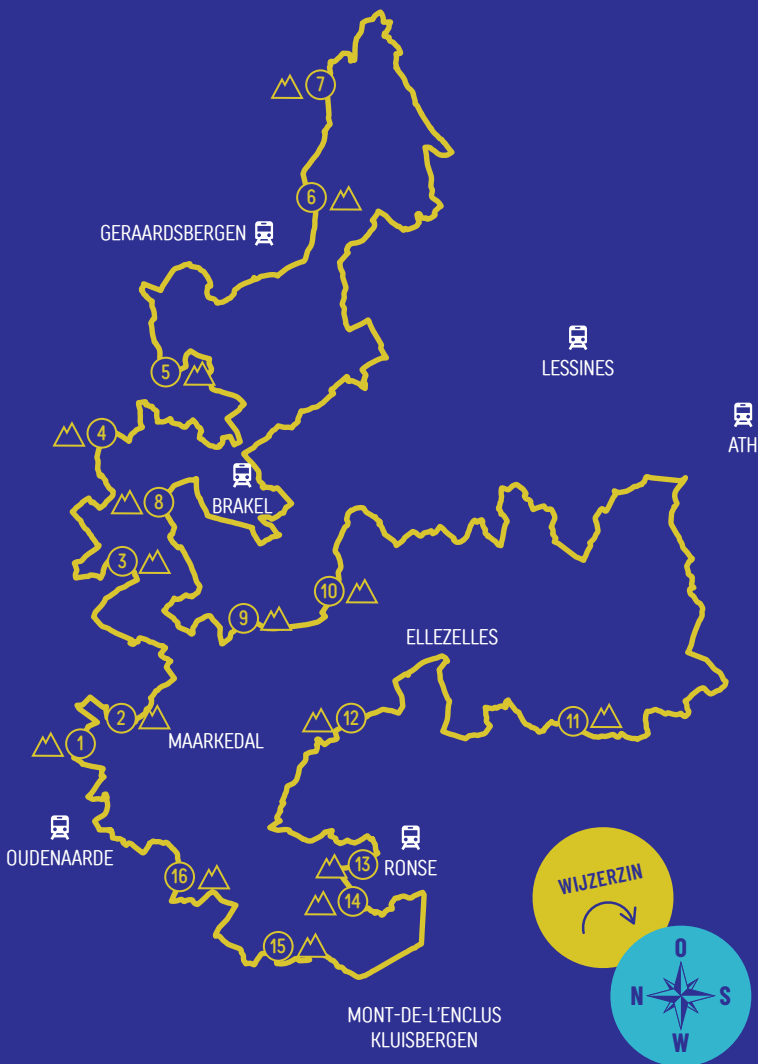 7
6
GERAARDSBERGEN
LESSINES
5
ATH
4
BRAKEL
8
3
10
9
ELLEZELLES
2
12
11
1
MAARKEDAL
OUDENAARDE
13
RONSE
16
14
WIJZERZIN
15
O
N
S
W
MONT-DE-L'ENCLUS
KLUISBERGEN